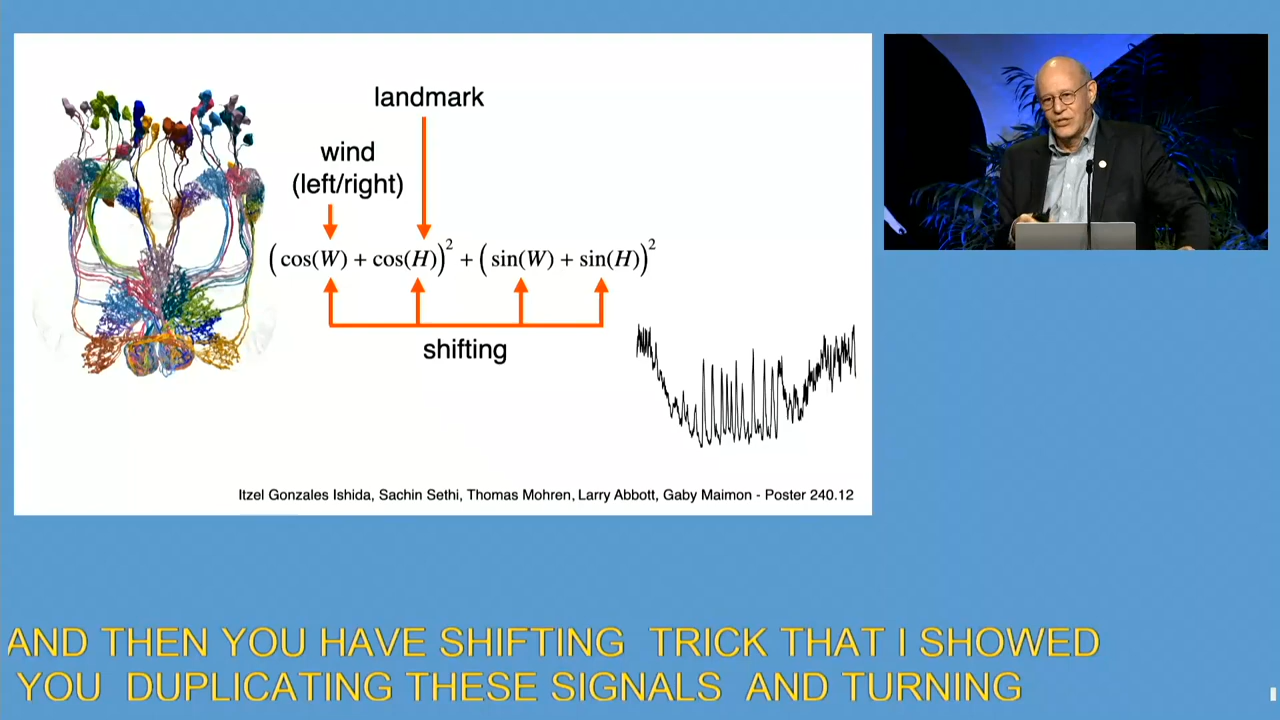 landmark
wind
(left/right)
(cos(W) + cos(H))² + (sin(W) + sin(H))²
shifting
Itzel Gonzales Ishida, Sachin Sethi, Thomas Mohren, Larry Abbott, Gaby Maimon - Poster 240.12
AND THEN YOU HAVE SHIFTING TRICK THAT I SHOWED
YOU DUPLICATING THESE SIGNALS AND TURNING